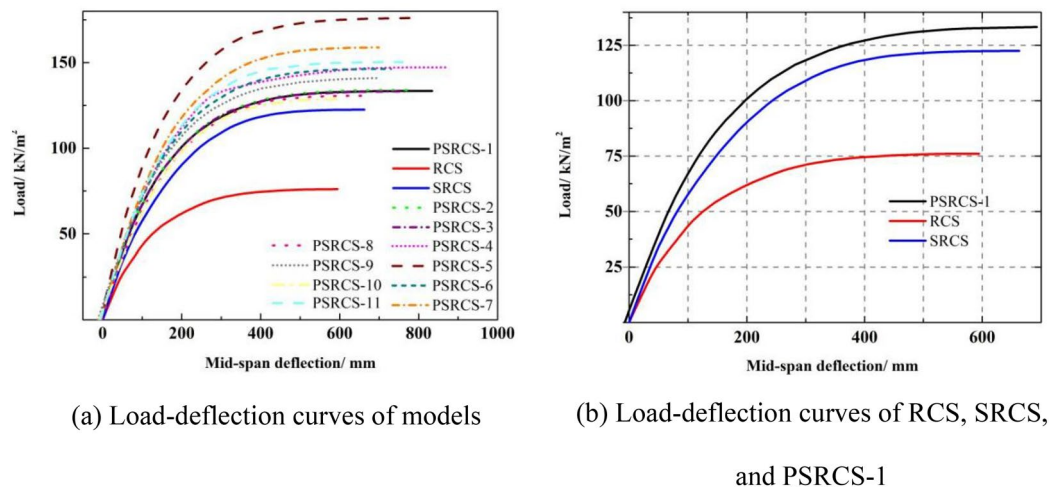 Load/ kN/m²
150
100
50
0
200
400
600
800
1000
Mid-span deflection/ mm
PSRCS-1
RCS
SRCS
PSRCS-2
PSRCS-3
PSRCS-4
PSRCS-5
PSRCS-6
PSRCS-7
PSRCS-8
PSRCS-9
PSRCS-10
PSRCS-11
(a) Load-deflection curves of models
Load/ kN/m²
125
100
75
50
25
0
200
400
600
Mid-span deflection/ mm
PSRCS-1
RCS
SRCS
(b) Load-deflection curves of RCS, SRCS,
and PSRCS-1